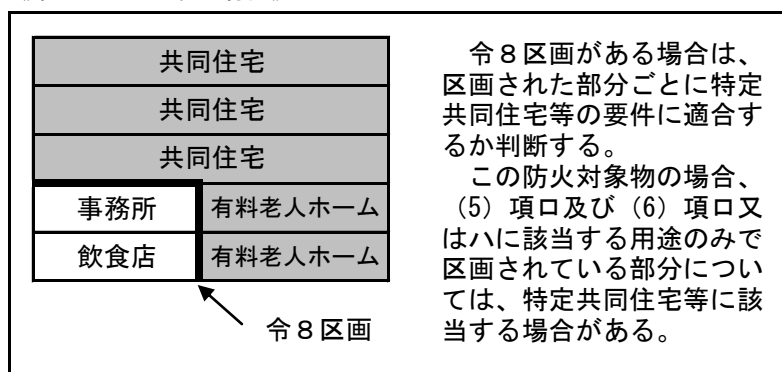 共同住宅
共同住宅
共同住宅
事務所 有料老人ホーム
飲食店 有料老人ホーム
令８区画
　令８区画がある場合は、
区画された部分ごとに特定
共同住宅等の要件に適合す
るか判断する。
　この防火対象物の場合、
（5）項ロ及び（6）項ロ又
はハに該当する用途のみで
区画されている部分につい
ては、特定共同住宅等に該
当する場合がある。